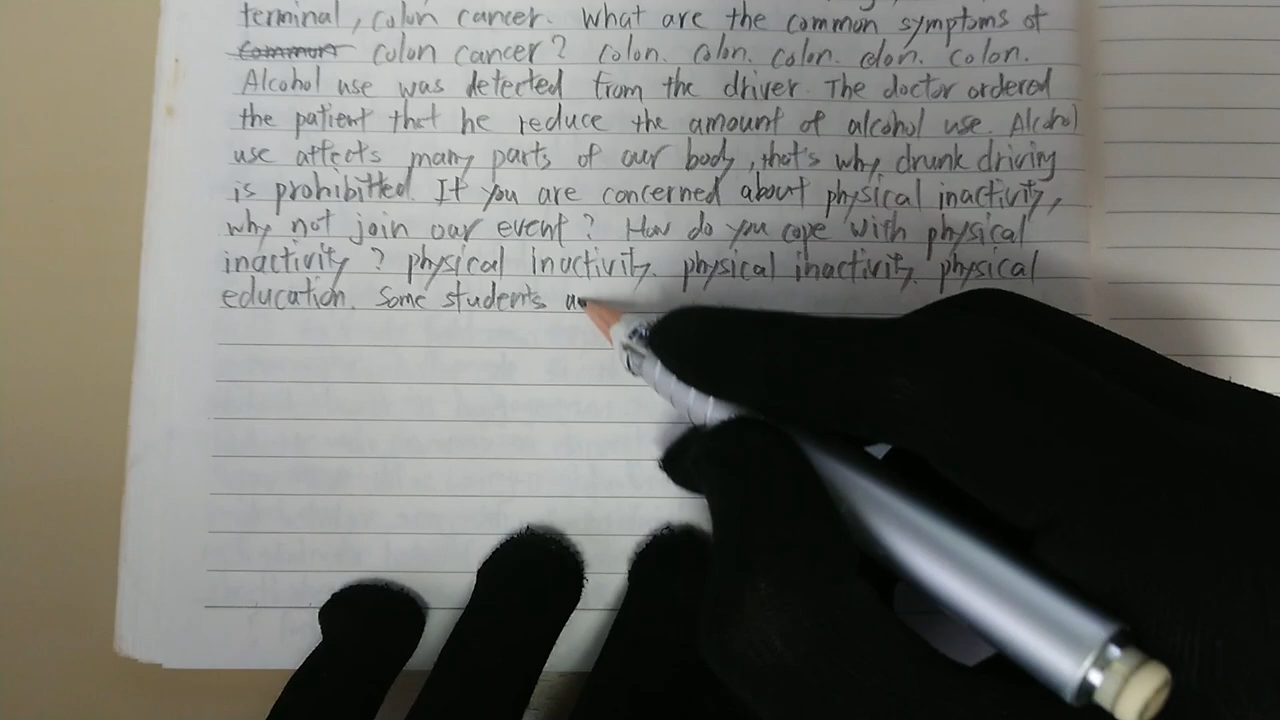 terminal, colon cancer. What are the common symptoms of
common colon cancer? colon. colon. colon. colon. colon.
Alcohol use was detected from the driver. The doctor ordered
the patient that he reduce the amount of alcohol use. Alcohol
use affects many parts of our body, that's why drunk driving
is prohibitted. If you are concerned about physical inactivity,
why not join our event? How do you cope with physical
inactivity? physical inactivity. physical inactivity. physical
education. Some students